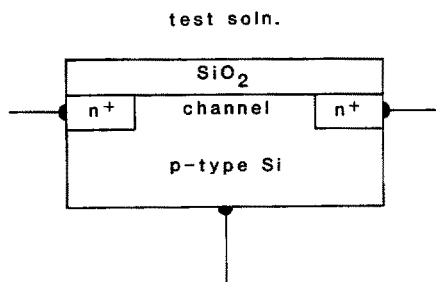 test soln.
SiO₂
n⁺ channel n⁺
p-type Si